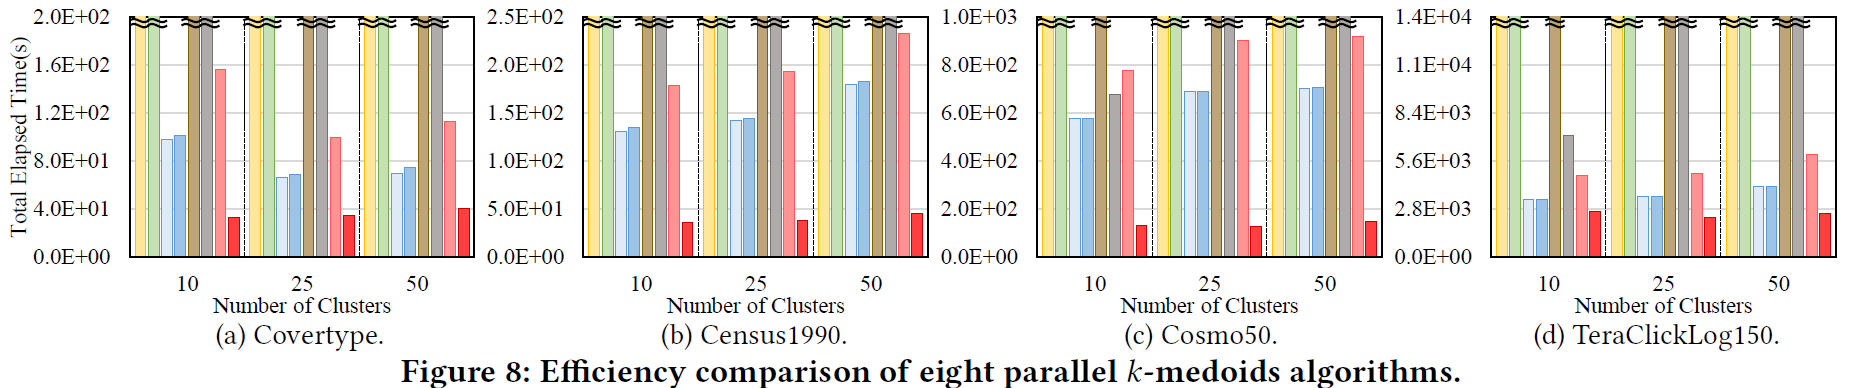 Total Elapsed Time(s)
2.0E+02
1.6E+02
1.2E+02
8.0E+01
4.0E+01
0.0E+00
10 25 50
Number of Clusters
(a) Covertype.
2.5E+02
2.0E+02
1.5E+02
1.0E+02
5.0E+01
0.0E+00
10 25 50
Number of Clusters
(b) Census1990.
1.0E+03
8.0E+02
6.0E+02
4.0E+02
2.0E+02
0.0E+00
10 25 50
Number of Clusters
(c) Cosmo50.
1.4E+04
1.1E+04
8.4E+03
5.6E+03
2.8E+03
0.0E+00
10 25 50
Number of Clusters
(d) TeraClickLog150.
Figure 8: Efficiency comparison of eight parallel k-medoids algorithms.